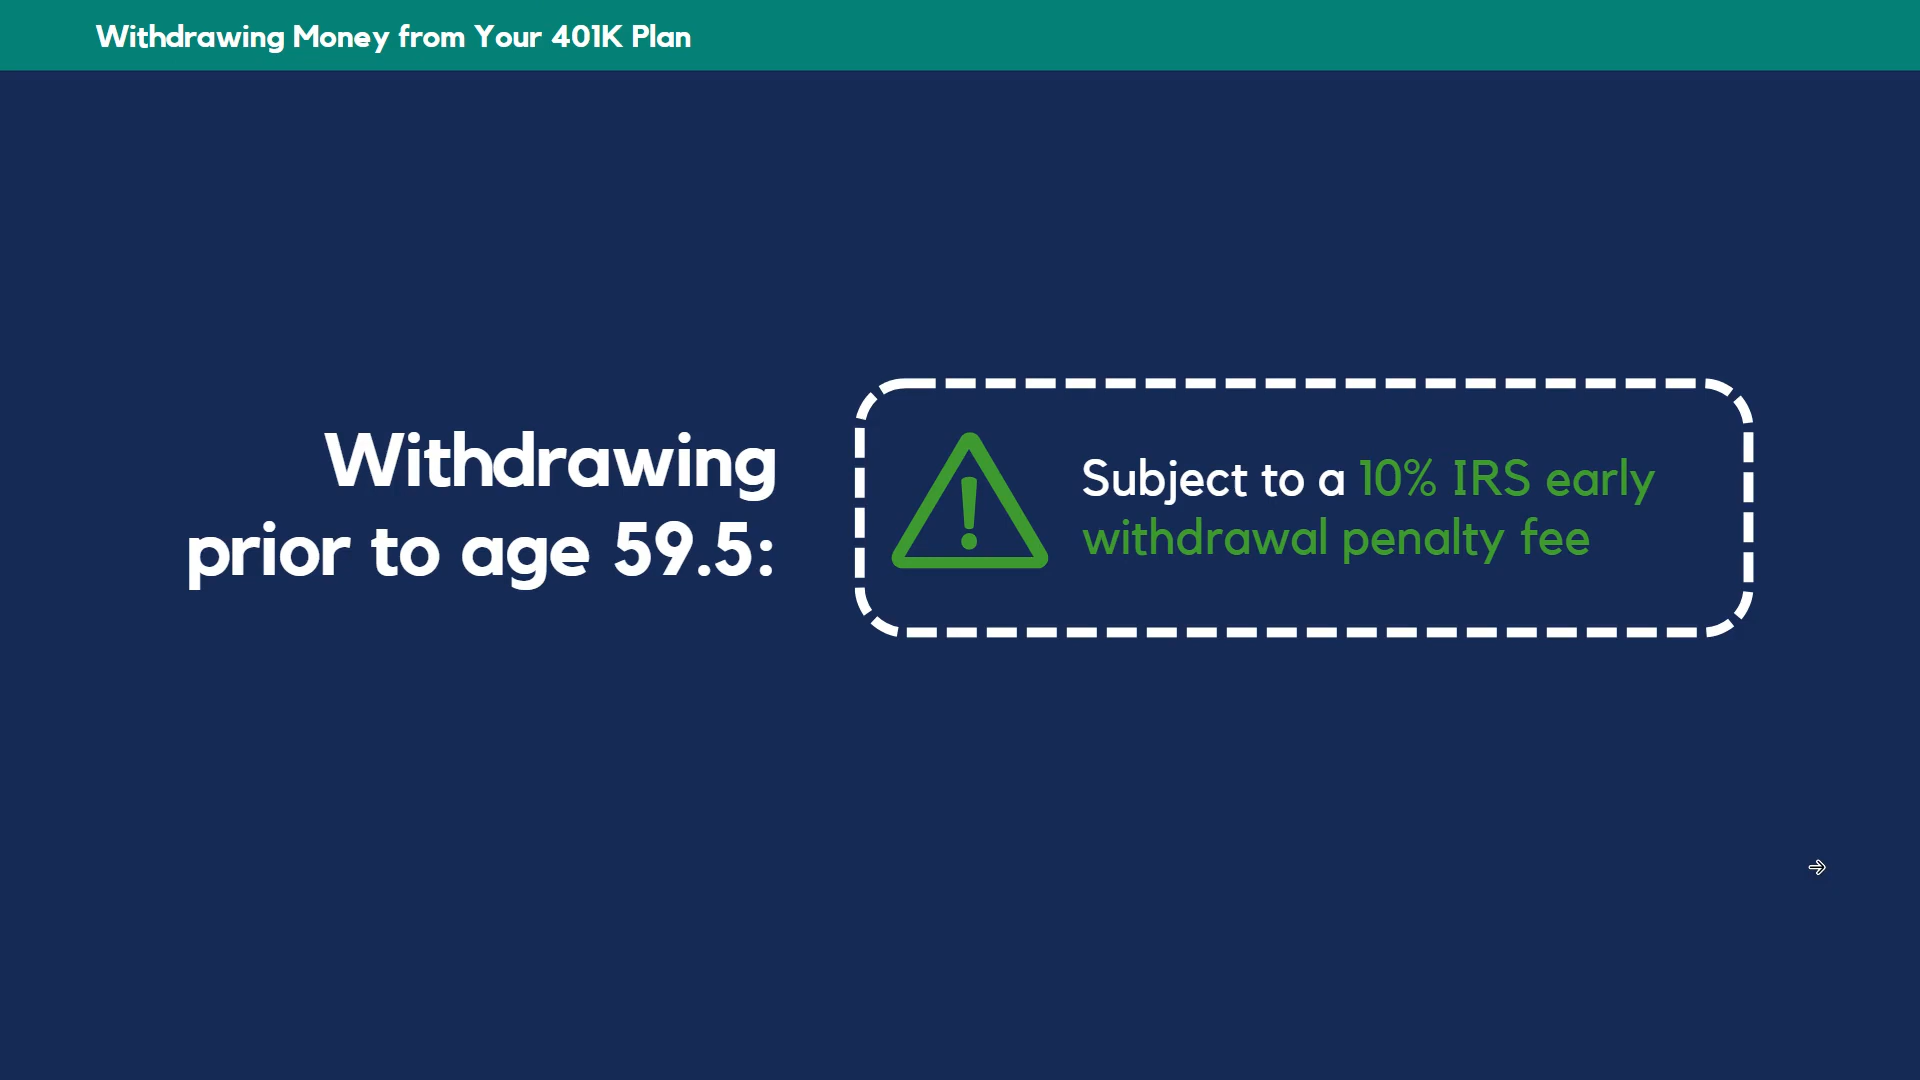 Withdrawing Money from Your 401K Plan
Withdrawing
prior to age 59.5:
Subject to a 10% IRS early
withdrawal penalty fee